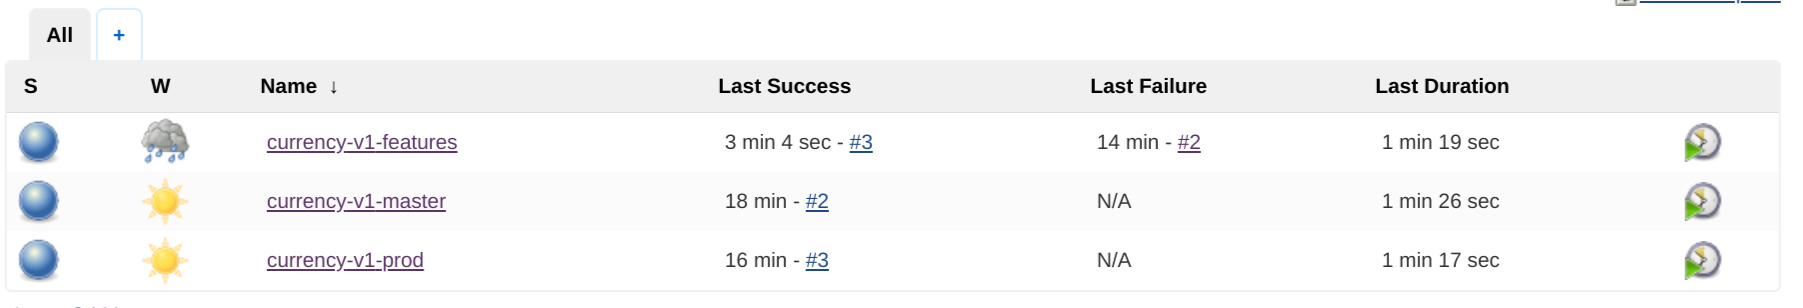 All +
S W Name ↓ Last Success Last Failure Last Duration
currency-v1-features 3 min 4 sec - #3 14 min - #2 1 min 19 sec
currency-v1-master 18 min - #2 N/A 1 min 26 sec
currency-v1-prod 16 min - #3 N/A 1 min 17 sec